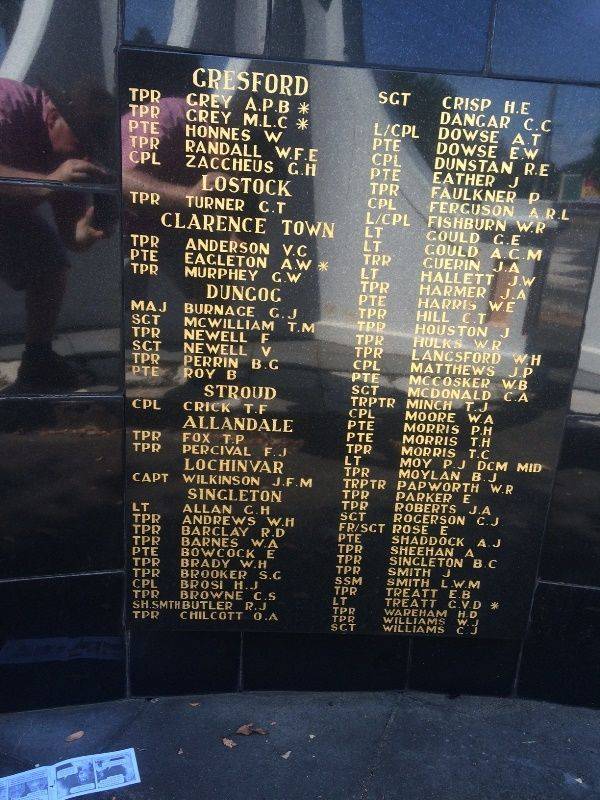 GRESFORD
TPR GREY A.P.B *
TPR GREY M.L.C *
PTE HONNES W
TPR RANDALL W.F.E
CPL ZACCHEUS G.H
LOSTOCK
TPR TURNER C.T
CLARENCE TOWN
TPR ANDERSON V.C
PTE EAGLETON A.W *
TPR MURPHEY G.W
DUNGOG
MAJ BURNAGE G.J
SGT MCWILLIAM T.M
TPR NEWELL F
SGT NEWELL V
TPR PERRIN B.G
PTE ROY B
STROUD
CPL CRICK T.F
ALLANDALE
TPR FOX T.P
TPR PERCIVAL F.J
LOCHINVAR
CAPT WILKINSON J.F.M
SINGLETON
LT ALLAN G.H
TPR ANDREWS W.H
TPR BARCLAY R.D
TPR BARNES W.A
PTE BOWCOCK E
TPR BRADY W.H
TPR BROOKER S.G
CPL BROSI H.J
TPR BROWNE C.S
SH.SMTH BUTLER R.J
TPR CHILCOTT O.A
SGT CRISP H.E
DANGAR C.C
L/CPL DOWSE A.T
PTE DOWSE E.W
CPL DUNSTAN R.E
PTE EATHER J
TPR FAULKNER P
CPL FERGUSON A.R.L
L/CPL FISHBURN W.R
LT GOULD G.E
LT GOULD A.C.M
TRR GUERIN J.A
LT HALLETT J.W
TPR HARMER J.A
PTE HARRIS W.E
TPR HILL C.T
TPR HOUSTON J
TPR HULKS W.R
TPR LANGSFORD W.H
CPL MATTHEWS J.P
PTE MCCOSKER W.B
SGT MCDONALD C.A
TRPTR MINCH T.J
CPL MOORE W.A
PTE MORRIS P.H
PTE MORRIS T.H
TPR MORRIS T.C
LT MOY P.J DCM MID
TPR MOYLAN B.J
TRPTR PAPWORTH W.R
TPR PARKER E
TPR ROBERTS J.A
SGT ROGERSON C.J
FR/SGT ROSE E
PTE SHADDOCK A.J
TPR SHEEHAN A
TPR SINGLETON B.C
TPR SMITH J
SSM SMITH L.W.M
TPR TREATT E.B
LT TREATT C.V.D *
TPR WAREHAM H.D
TPR WILLIAMS W.J
SGT WILLIAMS C.J